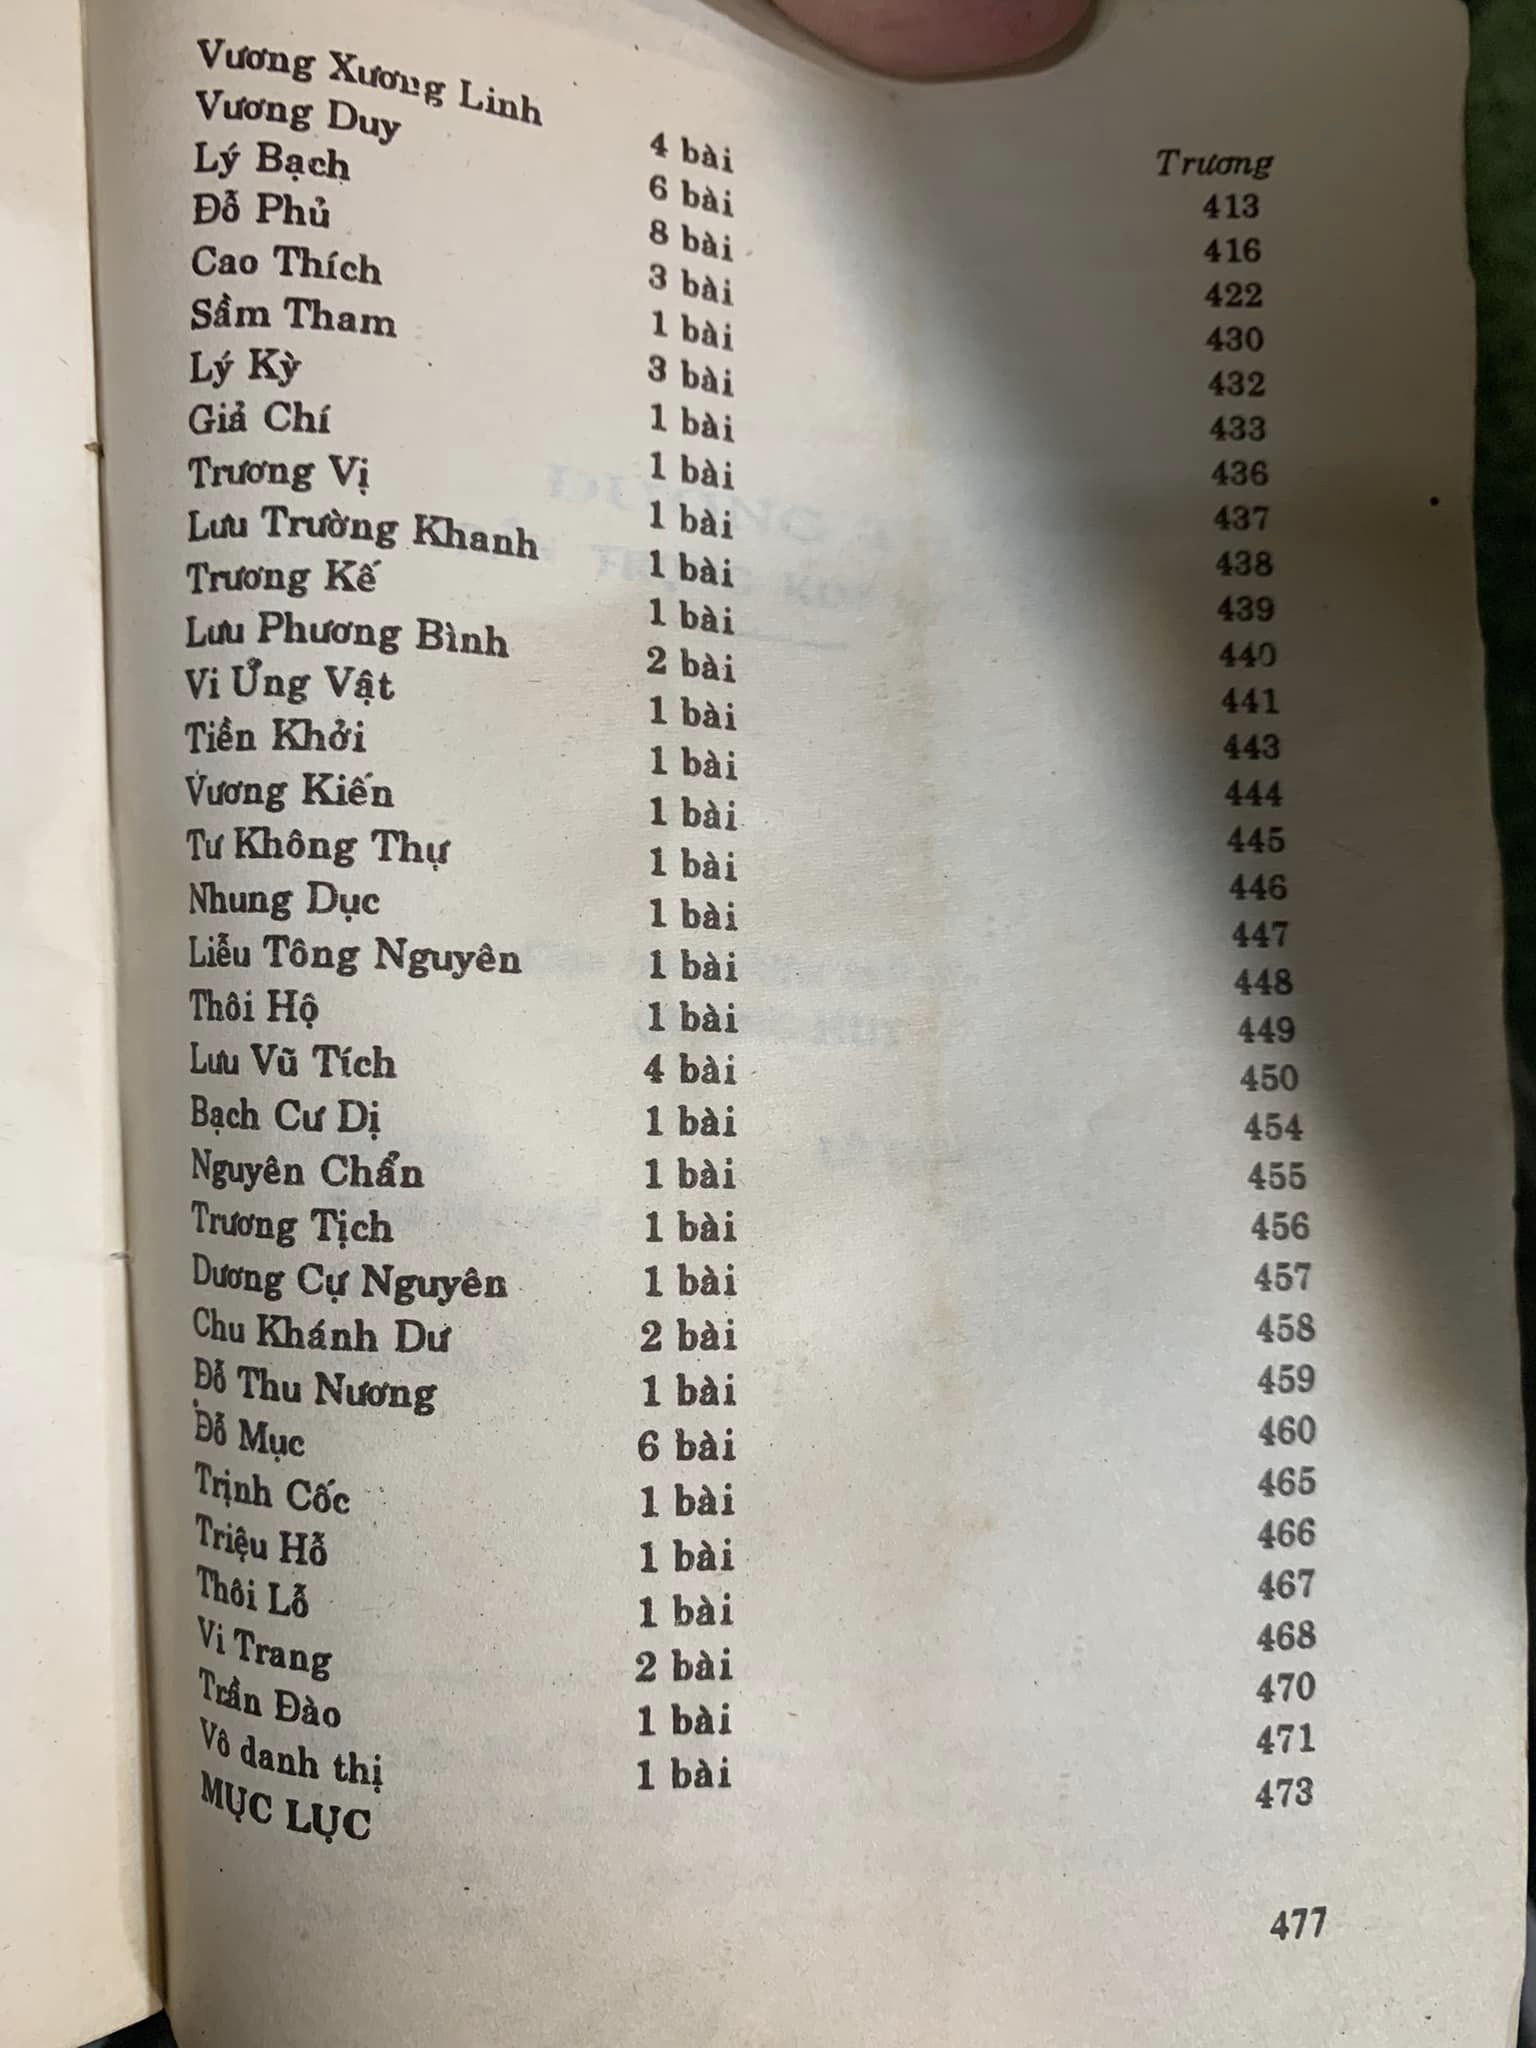 Trương
Vương Xương Linh 4 bài 413
Vương Duy 6 bài 416
Lý Bạch 8 bài 422
Đỗ Phủ 3 bài 430
Cao Thích 1 bài 432
Sầm Tham 3 bài 433
Lý Kỳ 1 bài 436
Giả Chí 1 bài 437
Trương Vị 1 bài 438
Lưu Trường Khanh 1 bài 439
Trương Kế 1 bài 440
Lưu Phương Bình 2 bài 441
Vi Ứng Vật 1 bài 443
Tiền Khởi 1 bài 444
Vương Kiến 1 bài 445
Tư Không Thự 1 bài 446
Nhung Dục 1 bài 447
Liễu Tông Nguyên 1 bài 448
Thôi Hộ 1 bài 449
Lưu Vũ Tích 4 bài 450
Bạch Cư Dị 1 bài 454
Nguyên Chẩn 1 bài 455
Trương Tịch 1 bài 456
Dương Cự Nguyên 1 bài 457
Chu Khánh Dư 2 bài 458
Đỗ Thu Nương 1 bài 459
Đỗ Mục 6 bài 460
Trịnh Cốc 1 bài 465
Triệu Hỗ 1 bài 466
Thôi Lỗ 1 bài 467
Vi Trang 2 bài 468
Trần Đào 1 bài 470
Vô danh thị 1 bài 471
MỤC LỤC 473
477